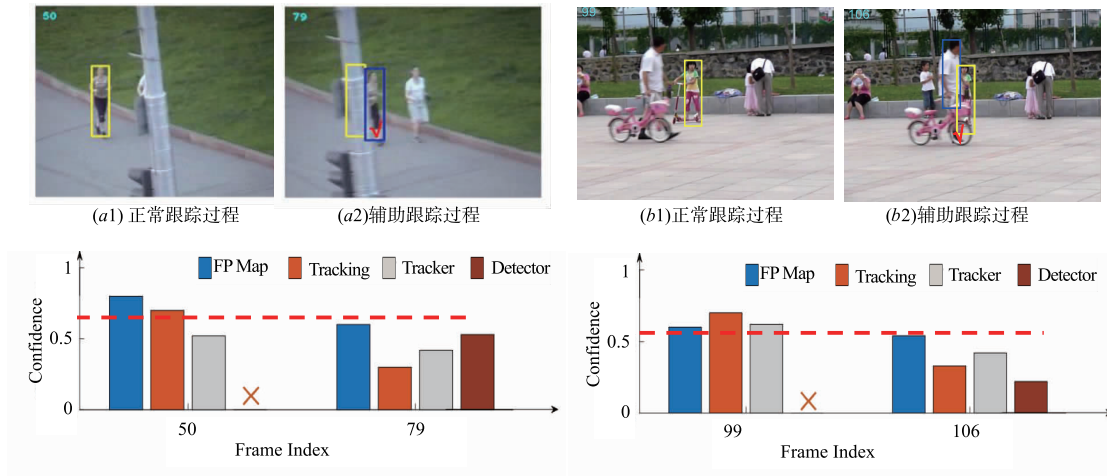 50
79
99
106
(a1) 正常跟踪过程
(a2)辅助跟踪过程
(b1)正常跟踪过程
(b2)辅助跟踪过程
1
FP Map
Tracking
Tracker
Detector
Confidence
0.5
0
50
79
Frame Index
1
FP Map
Tracking
Tracker
Detector
Confidence
0.5
0
99
106
Frame Index